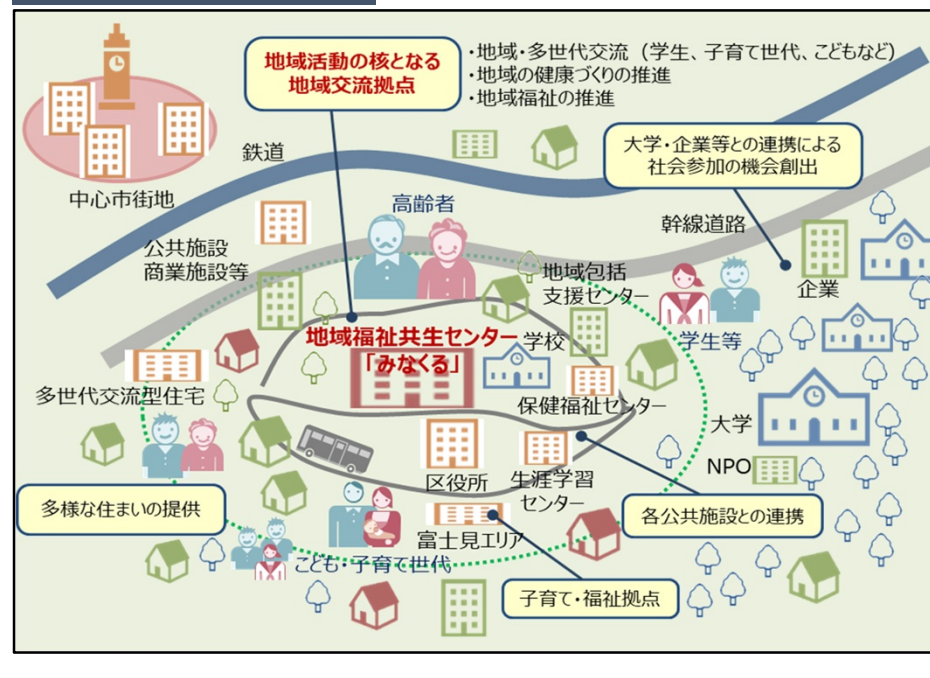 地域活動の核となる
地域交流拠点
・地域・多世代交流（学生、子育て世代、こどもなど）
・地域の健康づくりの推進
・地域福祉の推進
大学・企業等との連携による
社会参加の機会創出
鉄道
中心市街地
高齢者
幹線道路
公共施設
商業施設等
地域包括
支援センター
企業
地域福祉共生センター
「みなくる」
学校
学生等
多世代交流型住宅
保健福祉センター
大学
区役所
生涯学習
センター
NPO
多様な住まいの提供
各公共施設との連携
富士見エリア
こども・子育て世代
子育て・福祉拠点